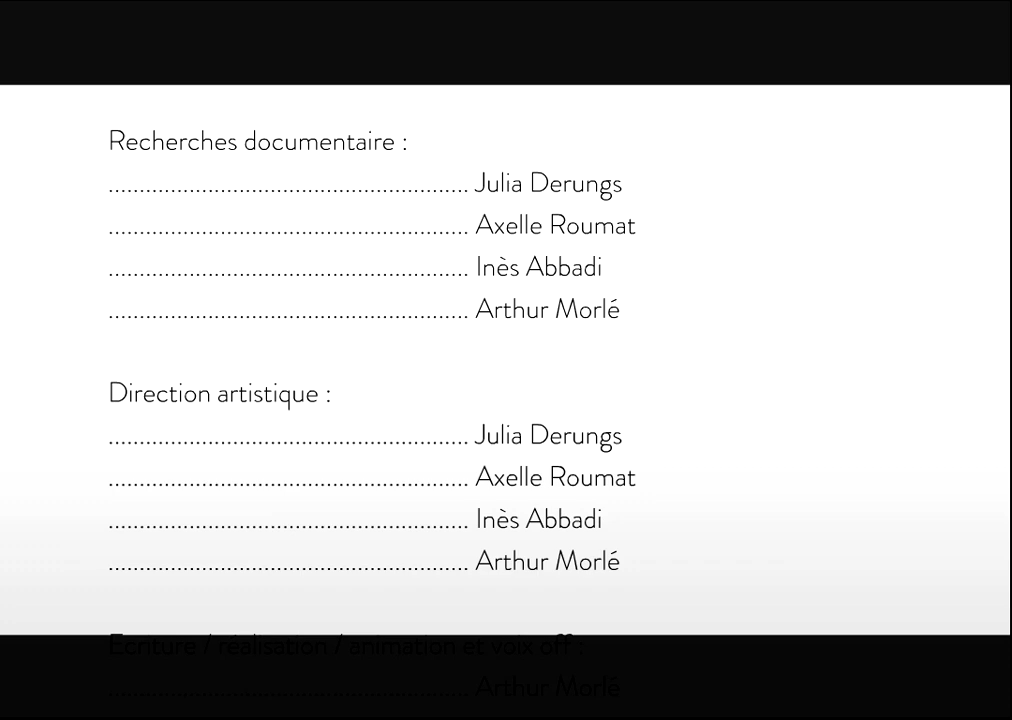 Recherches documentaire :
.......................................................... Julia Derungs
.......................................................... Axelle Roumat
.......................................................... Inès Abbadi
.......................................................... Arthur Morlé
Direction artistique :
.......................................................... Julia Derungs
.......................................................... Axelle Roumat
.......................................................... Inès Abbadi
.......................................................... Arthur Morlé
Ecriture / réalisation / animation et voix off :
.......................................................... Arthur Morlé